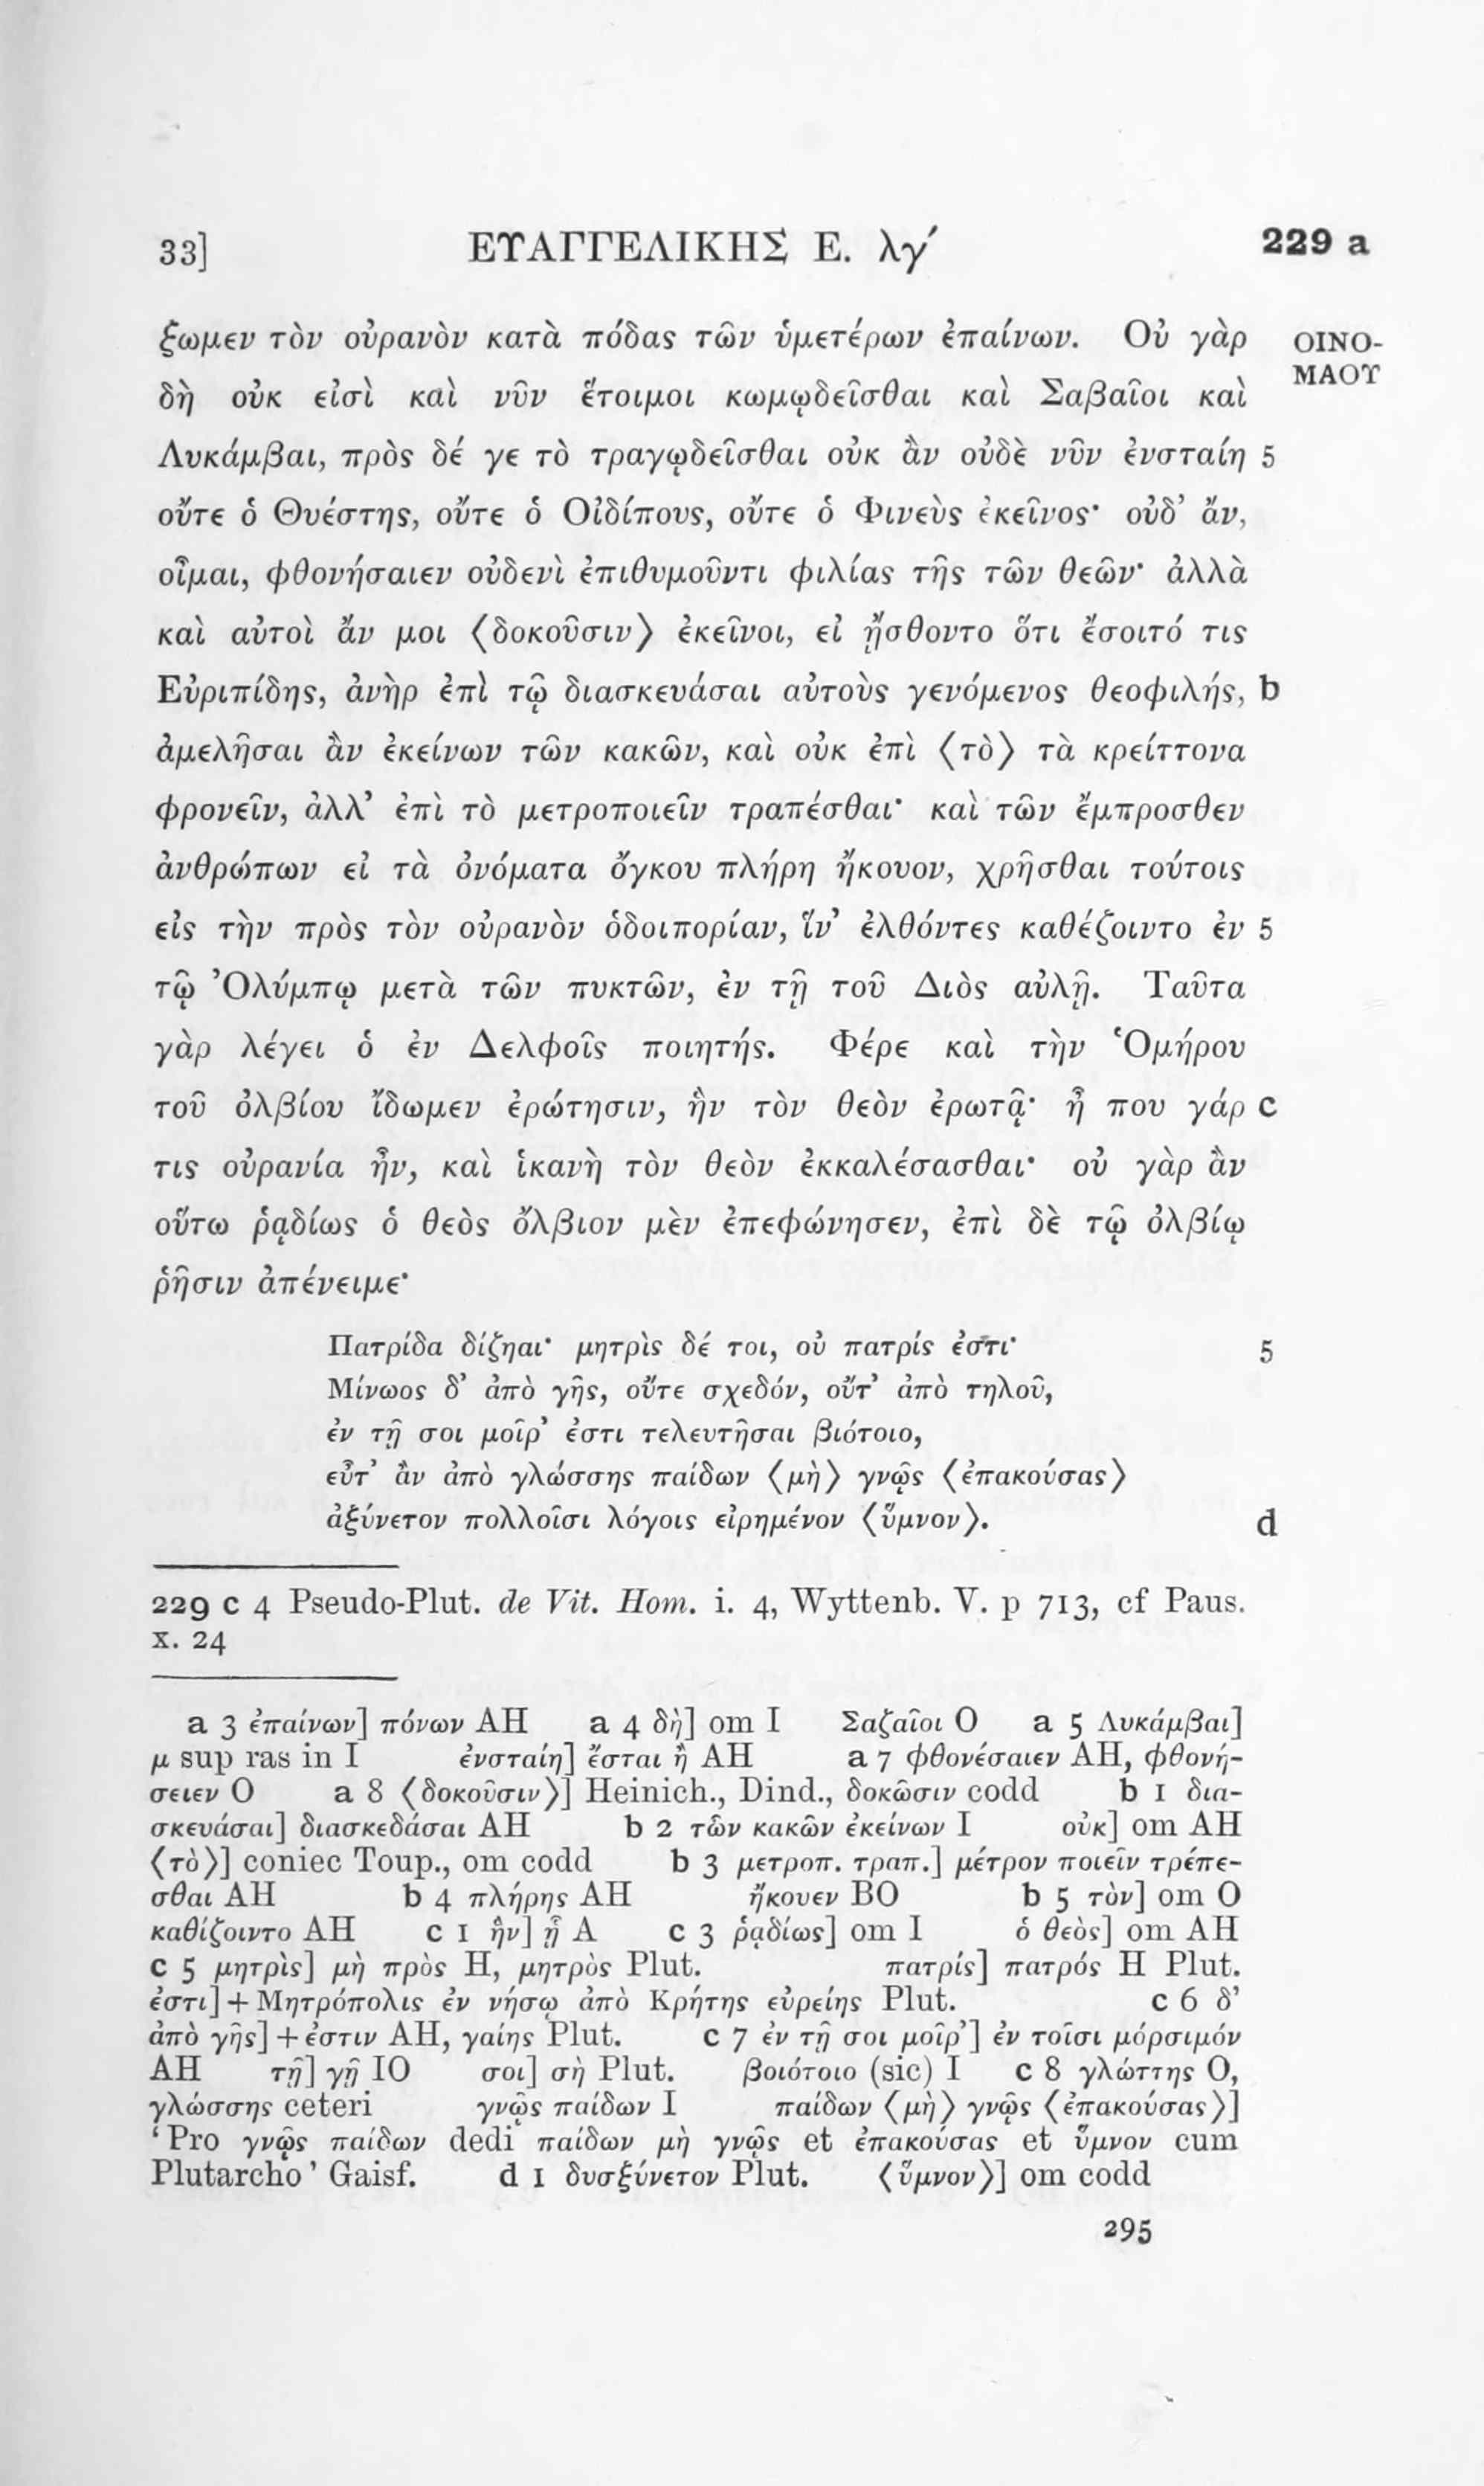 33] ΕΥΑΓΓΕΛΙΚΗΣ Ε. λγ′ 229 a
ξωμεν τὸν οὐρανὸν κατὰ πόδας τῶν ὑμετέρων ἐπαίνων. Οὐ γὰρ ΟΙΝΟ-
δὴ οὐκ εἰσὶ καὶ νῦν ἕτοιμοι κωμῳδεῖσθαι καὶ Σαβαῖοι καὶ ΜΑΟΥ
Λυκάμβαι, πρὸς δέ γε τὸ τραγῳδεῖσθαι οὐκ ἂν οὐδὲ νῦν ἐνσταίη 5
οὔτε ὁ Θυέστης, οὔτε ὁ Οἰδίπους, οὔτε ὁ Φινεὺς ἐκεῖνος· οὐδ’ ἄν,
οἶμαι, φθονήσαιεν οὐδενὶ ἐπιθυμοῦντι φιλίας τῆς τῶν θεῶν· ἀλλὰ
καὶ αὐτοὶ ἄν μοι ⟨δοκοῦσιν⟩ ἐκεῖνοι, εἰ ᾔσθοντο ὅτι ἔσοιτό τις
Εὐριπίδης, ἀνὴρ ἐπὶ τῷ διασκευάσαι αὐτοὺς γενόμενος θεοφιλής, b
ἀμελῆσαι ἂν ἐκείνων τῶν κακῶν, καὶ οὐκ ἐπὶ ⟨τὸ⟩ τὰ κρείττονα
φρονεῖν, ἀλλ’ ἐπὶ τὸ μετροποιεῖν τραπέσθαι· καὶ τῶν ἔμπροσθεν
ἀνθρώπων εἰ τὰ ὀνόματα ὄγκου πλήρη ἤκουον, χρῆσθαι τούτοις
εἰς τὴν πρὸς τὸν οὐρανὸν ὁδοιπορίαν, ἵν’ ἐλθόντες καθέζοιντο ἐν 5
τῷ Ὀλύμπῳ μετὰ τῶν πυκτῶν, ἐν τῇ τοῦ Διὸς αὐλῇ. Ταῦτα
γὰρ λέγει ὁ ἐν Δελφοῖς ποιητής. Φέρε καὶ τὴν Ὁμήρου
τοῦ ὀλβίου ἴδωμεν ἐρώτησιν, ἣν τὸν θεὸν ἐρωτᾷ· ἦ που γάρ c
τις οὐρανία ἦν, καὶ ἱκανὴ τὸν θεὸν ἐκκαλέσασθαι· οὐ γὰρ ἂν
οὕτω ῥᾳδίως ὁ θεὸς ὄλβιον μὲν ἐπεφώνησεν, ἐπὶ δὲ τῷ ὀλβίῳ
ῥῆσιν ἀπένειμε·
Πατρίδα δίζηαι· μητρὶς δέ τοι, οὐ πατρίς ἐστι· 5
Μίνωος δ’ ἀπὸ γῆς, οὔτε σχεδόν, οὔτ’ ἀπὸ τηλοῦ,
ἐν τῇ σοι μοῖρ’ ἐστι τελευτῆσαι βιότοιο,
εὖτ’ ἂν ἀπὸ γλώσσης παίδων ⟨μὴ⟩ γνῷς ⟨ἐπακούσας⟩
ἀξύνετον πολλοῖσι λόγοις εἰρημένον ⟨ὕμνον⟩. d
229 c 4 Pseudo-Plut. de Vit. Hom. i. 4, Wyttenb. V. p 713, cf Paus.
x. 24
a 3 ἐπαίνων] πόνων AH a 4 δὴ] om I Σαζαῖοι O a 5 Λυκάμβαι]
μ sup ras in I ἐνσταίη] ἔσται ἢ AH a 7 φθονέσαιεν AH, φθονή-
σειεν O a 8 ⟨δοκοῦσιν⟩] Heinich., Dind., δοκῶσιν codd b 1 δια-
σκευάσαι] διασκεδάσαι AH b 2 τῶν κακῶν ἐκείνων I οὐκ] om AH
⟨τὸ⟩] coniec Toup., om codd b 3 μετροπ. τραπ.] μέτρον ποιεῖν τρέπε-
σθαι AH b 4 πλήρης AH ἤκουεν BO b 5 τὸν] om O
καθίζοιντο AH c 1 ἣν] ᾗ A c 3 ῥᾳδίως] om I ὁ θεὸς] om AH
c 5 μητρὶς] μὴ πρὸς H, μητρὸς Plut. πατρίς] πατρός H Plut.
ἐστι] + Μητρόπολις ἐν νήσῳ ἀπὸ Κρήτης εὐρείης Plut. c 6 δ’
ἀπὸ γῆς] + ἐστιν AH, γαίης Plut. c 7 ἐν τῇ σοι μοῖρ’] ἐν τοῖσι μόρσιμόν
AH τῇ] γῇ IO σοι] σὴ Plut. βοιότοιο (sic) I c 8 γλώττης O,
γλώσσης ceteri γνῷς παίδων I παίδων ⟨μὴ⟩ γνῷς ⟨ἐπακούσας⟩]
‘Pro γνῷς παίδων dedi παίδων μὴ γνῷς et ἐπακούσας et ὕμνον cum
Plutarcho’ Gaisf. d 1 δυσξύνετον Plut. ⟨ὕμνον⟩] om codd
295